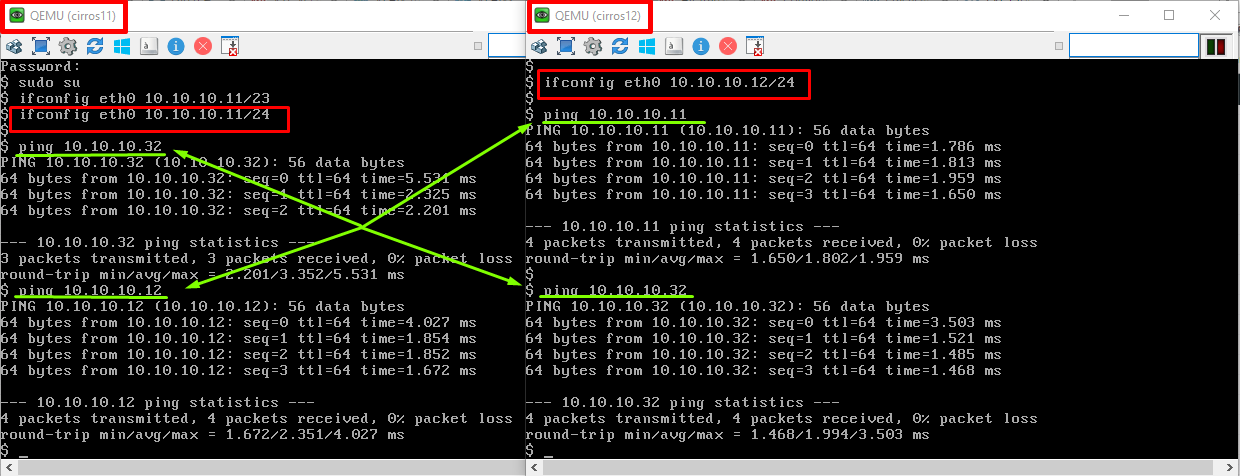 QEMU (cirros11)
Password:
$ sudo su
$ ifconfig eth0 10.10.10.11/23
$ ifconfig eth0 10.10.10.11/24
$
$ ping 10.10.10.32
PING 10.10.10.32 (10.10.10.32): 56 data bytes
64 bytes from 10.10.10.32: seq=0 ttl=64 time=5.531 ms
64 bytes from 10.10.10.32: seq=1 ttl=64 time=2.325 ms
64 bytes from 10.10.10.32: seq=2 ttl=64 time=2.201 ms
--- 10.10.10.32 ping statistics ---
3 packets transmitted, 3 packets received, 0% packet loss
round-trip min/avg/max = 2.201/3.352/5.531 ms
$ ping 10.10.10.12
PING 10.10.10.12 (10.10.10.12): 56 data bytes
64 bytes from 10.10.10.12: seq=0 ttl=64 time=4.027 ms
64 bytes from 10.10.10.12: seq=1 ttl=64 time=1.854 ms
64 bytes from 10.10.10.12: seq=2 ttl=64 time=1.852 ms
64 bytes from 10.10.10.12: seq=3 ttl=64 time=1.672 ms
--- 10.10.10.12 ping statistics ---
4 packets transmitted, 4 packets received, 0% packet loss
round-trip min/avg/max = 1.672/2.351/4.027 ms
$ _
QEMU (cirros12)
$
$ ifconfig eth0 10.10.10.12/24
$
$ ping 10.10.10.11
PING 10.10.10.11 (10.10.10.11): 56 data bytes
64 bytes from 10.10.10.11: seq=0 ttl=64 time=1.786 ms
64 bytes from 10.10.10.11: seq=1 ttl=64 time=1.813 ms
64 bytes from 10.10.10.11: seq=2 ttl=64 time=1.959 ms
64 bytes from 10.10.10.11: seq=3 ttl=64 time=1.650 ms
--- 10.10.10.11 ping statistics ---
4 packets transmitted, 4 packets received, 0% packet loss
round-trip min/avg/max = 1.650/1.802/1.959 ms
$
$ ping 10.10.10.32
PING 10.10.10.32 (10.10.10.32): 56 data bytes
64 bytes from 10.10.10.32: seq=0 ttl=64 time=3.503 ms
64 bytes from 10.10.10.32: seq=1 ttl=64 time=1.521 ms
64 bytes from 10.10.10.32: seq=2 ttl=64 time=1.485 ms
64 bytes from 10.10.10.32: seq=3 ttl=64 time=1.468 ms
--- 10.10.10.32 ping statistics ---
4 packets transmitted, 4 packets received, 0% packet loss
round-trip min/avg/max = 1.468/1.994/3.503 ms
$ _